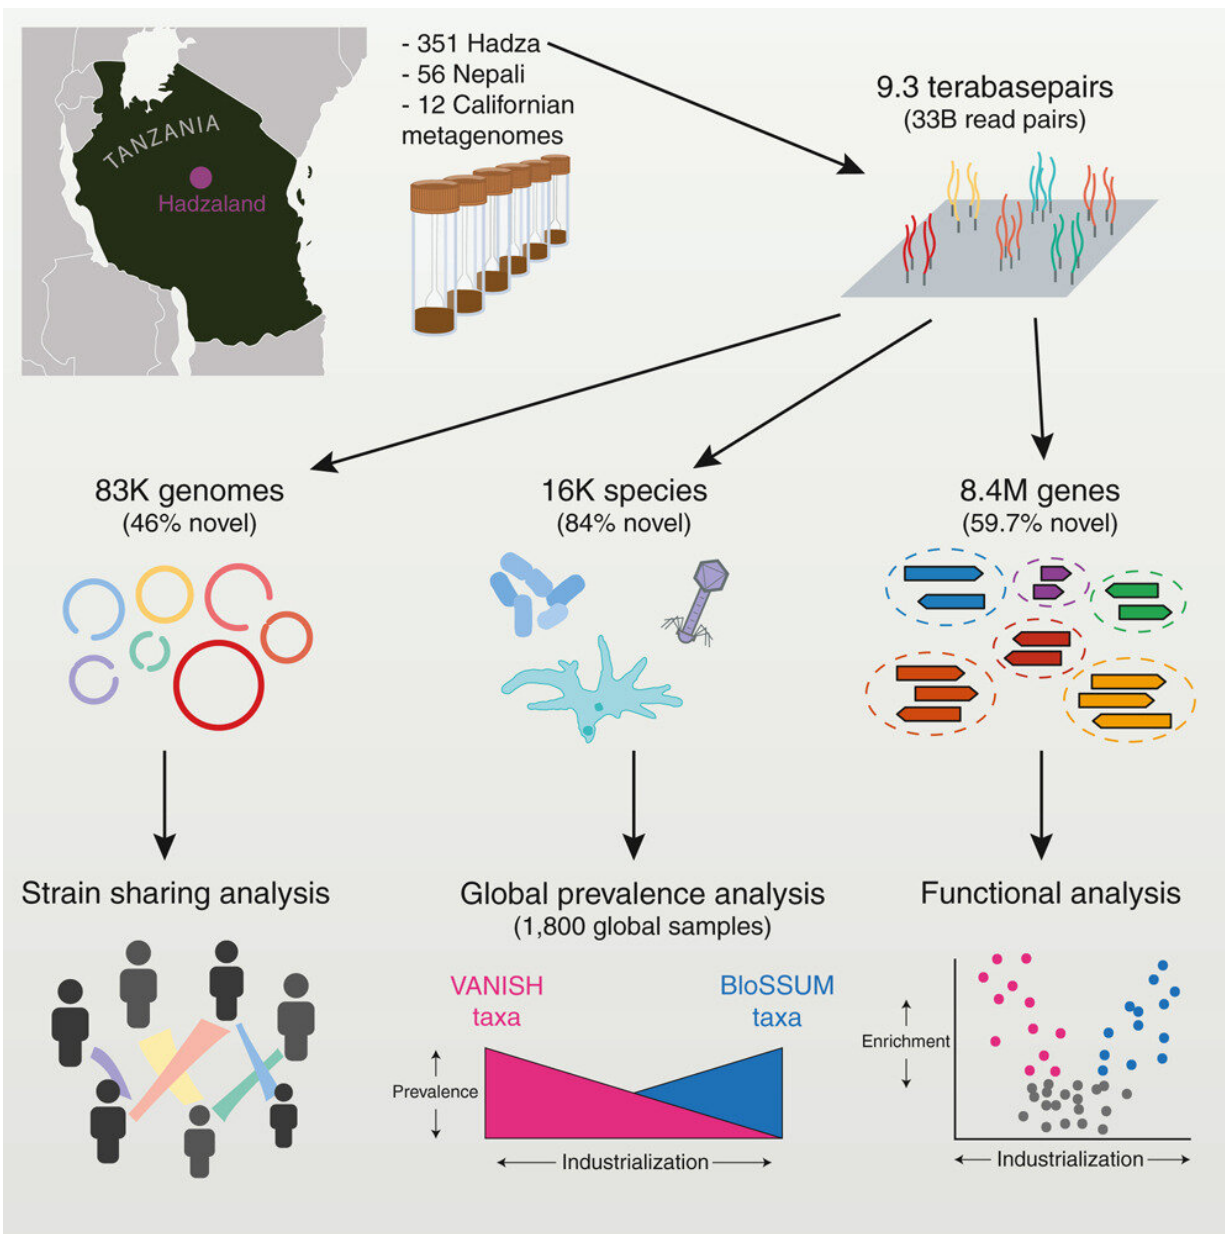 TANZANIA
Hadzaland
- 351 Hadza
- 56 Nepali
- 12 Californian
metagenomes
9.3 terabasepairs
(33B read pairs)
83K genomes
(46% novel)
16K species
(84% novel)
8.4M genes
(59.7% novel)
Strain sharing analysis
Global prevalence analysis
(1,800 global samples)
VANISH
taxa
BloSSUM
taxa
Prevalence
Industrialization
Functional analysis
Enrichment
Industrialization